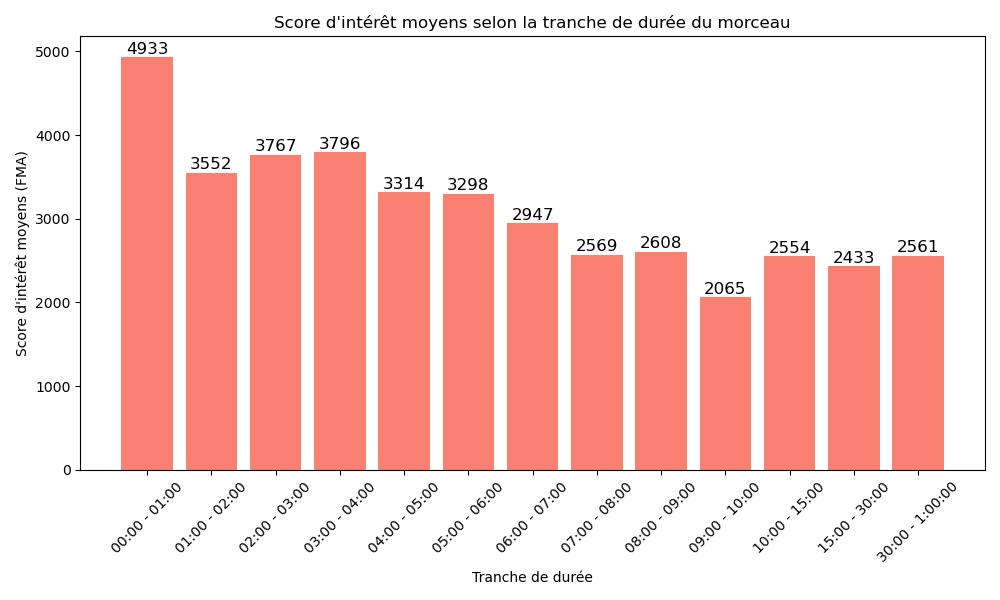 Score d'intérêt moyens selon la tranche de durée du morceau
Score d'intérêt moyens (FMA)
5000
4000
3000
2000
1000
0
4933
3552
3767
3796
3314
3298
2947
2569
2608
2065
2554
2433
2561
00:00 - 01:00
01:00 - 02:00
02:00 - 03:00
03:00 - 04:00
04:00 - 05:00
05:00 - 06:00
06:00 - 07:00
07:00 - 08:00
08:00 - 09:00
09:00 - 10:00
10:00 - 15:00
15:00 - 30:00
30:00 - 1:00:00
Tranche de durée